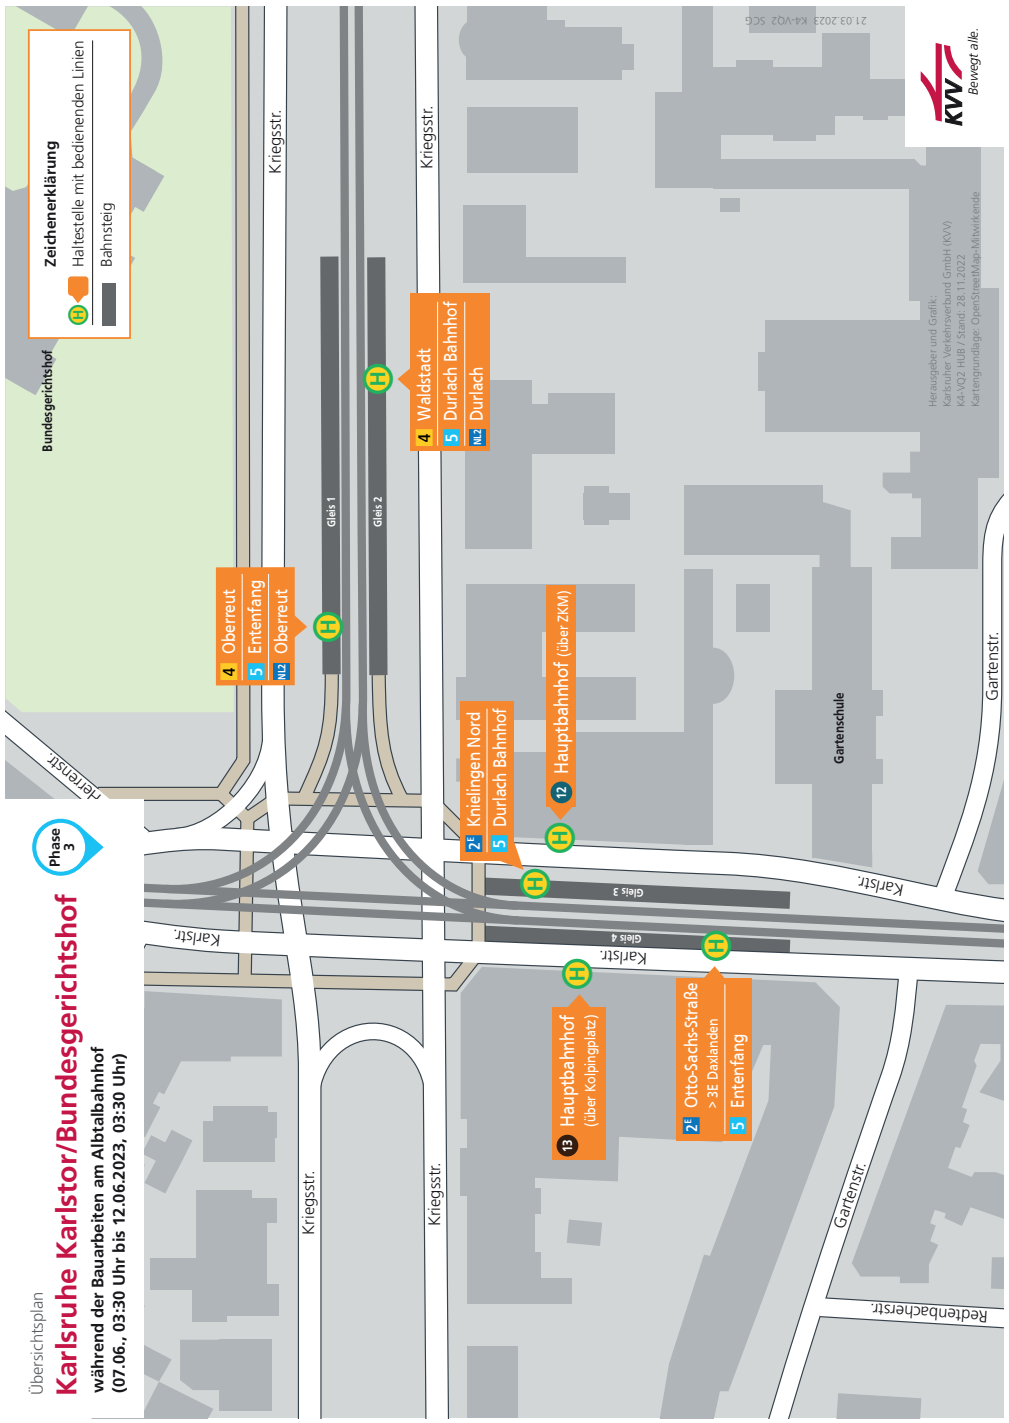 Übersichtsplan
Karlsruhe Karlstor/Bundesgerichtshof
während der Bauarbeiten am Albtalbahnhof
(07.06., 03:30 Uhr bis 12.06.2023, 03:30 Uhr)
Phase
3
Zeichenerklärung
H
Haltestelle mit bedienenden Linien
Bahnsteig
Bundesgerichtshof
Herrenstr.
Kriegsstr.
Kriegsstr.
Kriegsstr.
Kriegsstr.
Karlstr.
Karlstr.
Karlstr.
4 Oberreut
5 Entenfang
NL2 Oberreut
H
Gleis 1
Gleis 2
H
4 Waldstadt
5 Durlach Bahnhof
NL2 Durlach
2E Knielingen Nord
5 Durlach Bahnhof
H
12 Hauptbahnhof (über ZKM)
H
Gleis 3
Gleis 4
H
13 Hauptbahnhof
(über Kolpingplatz)
H
2E Otto-Sachs-Straße
> 3E Daxlanden
5 Entenfang
Gartenschule
Gartenstr.
Gartenstr.
Redtenbacherstr.
Herausgeber und Grafik:
Karlsruher Verkehrsverbund GmbH (KVV)
K4-VQ2 HUB / Stand: 28.11.2022
Kartengrundlage: OpenStreetMap-Mitwirkende
21.03.2023 K4-VQ2 SCG
KVV
Bewegt alle.